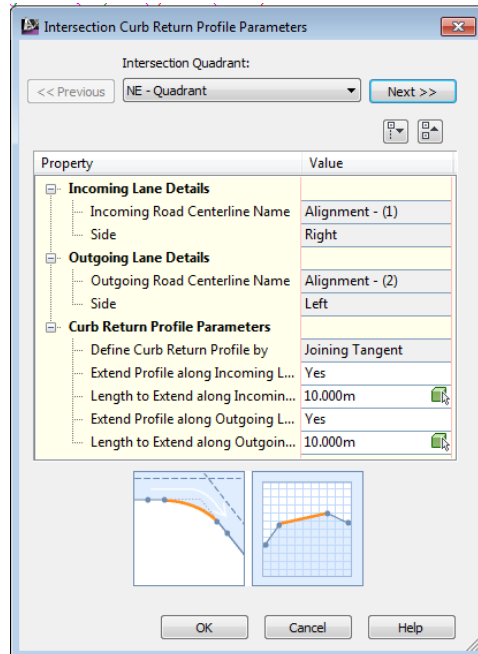 Intersection Curb Return Profile Parameters
Intersection Quadrant:
<< Previous NE - Quadrant Next >>
Property Value
Incoming Lane Details
Incoming Road Centerline Name Alignment - (1)
Side Right
Outgoing Lane Details
Outgoing Road Centerline Name Alignment - (2)
Side Left
Curb Return Profile Parameters
Define Curb Return Profile by Joining Tangent
Extend Profile along Incoming L... Yes
Length to Extend along Incomin... 10.000m
Extend Profile along Outgoing L... Yes
Length to Extend along Outgoin... 10.000m
OK Cancel Help